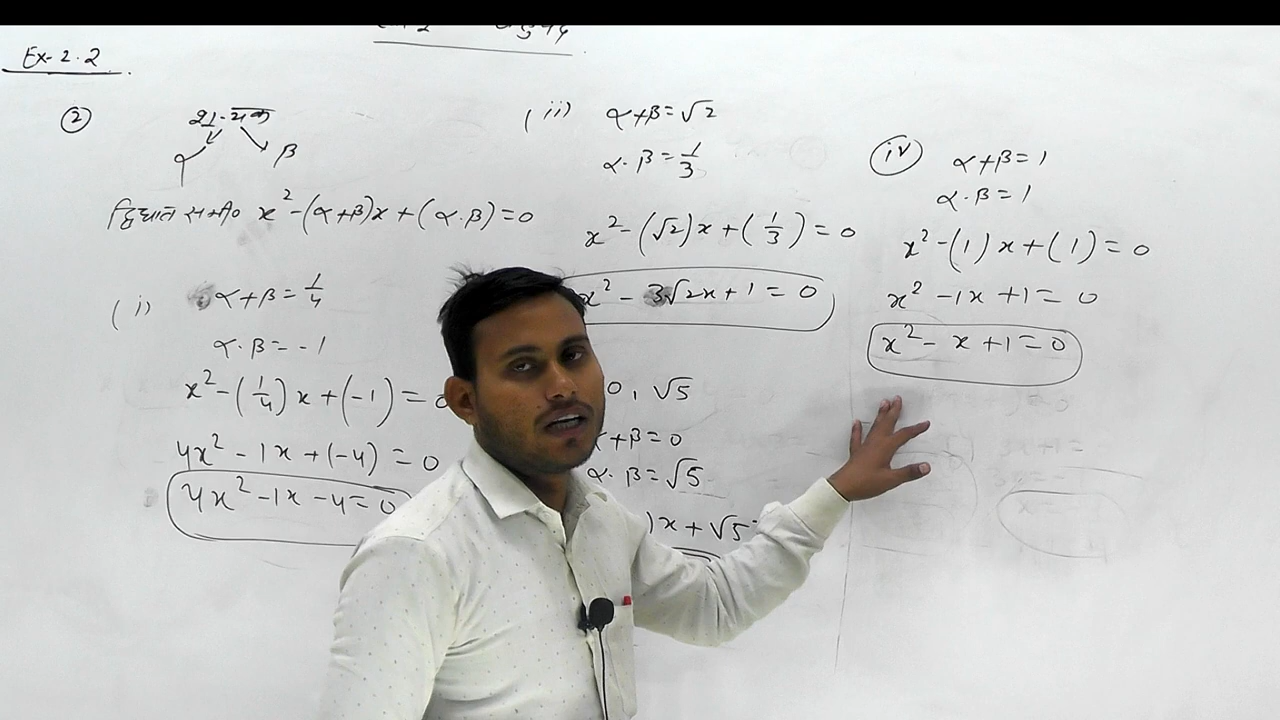 Ex-2.2
②
α β
द्विघात समी० x² - (α+β)x + (α.β) = 0
(i) α+β = 1/4
α.β = -1
x² - (1/4)x + (-1) = 0
4x² - 1x + (-4) = 0
4x² - 1x - 4 = 0
(ii) α+β = √2
α.β = 1/3
x² - (√2)x + (1/3) = 0
x² - 3√2x + 1 = 0
0, √5
α+β = 0
α.β = √5
)x + √5
iv α+β = 1
α.β = 1
x² - (1)x + (1) = 0
x² - 1x + 1 = 0
x² - x + 1 = 0